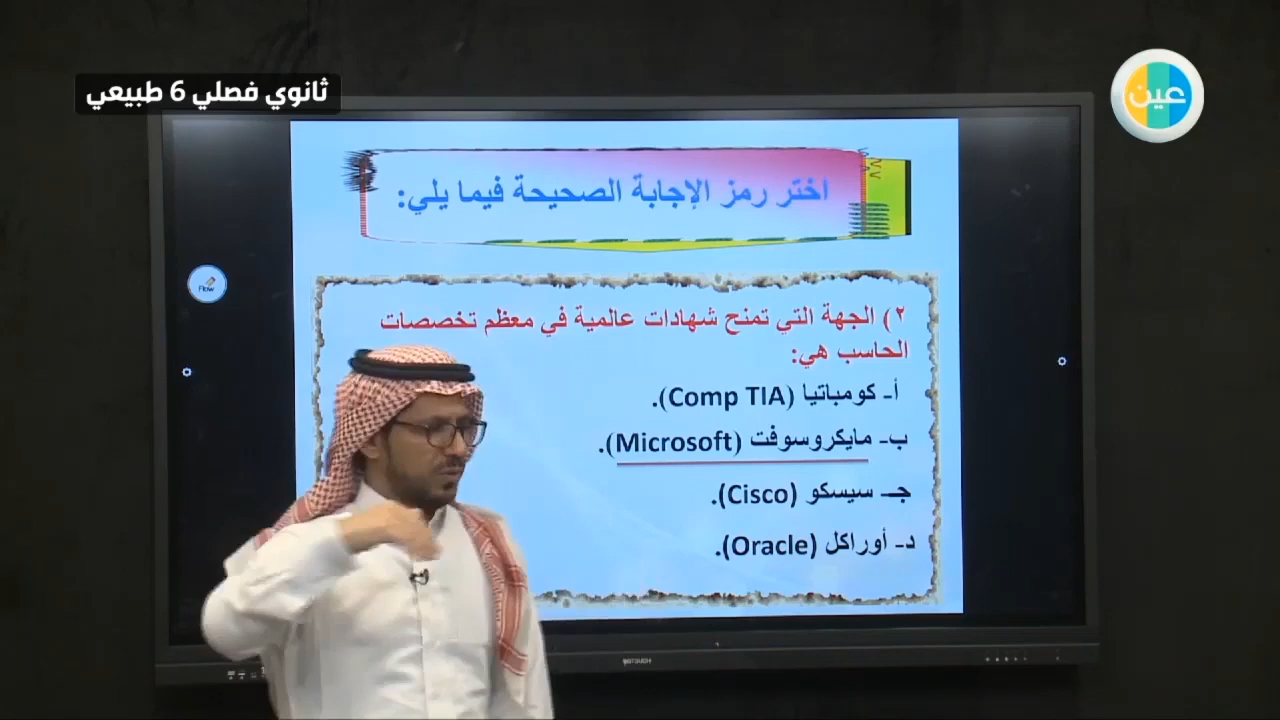 ثانوي فصلي 6 طبيعي
عين
اختر رمز الإجابة الصحيحة فيما يلي:
٢) الجهة التي تمنح شهادات عالمية في معظم تخصصات
الحاسب هي:
أ- كومباتيا (Comp TIA).
ب- مايكروسوفت (Microsoft).
جـ- سيسكو (Cisco).
د- أوراكل (Oracle).
Flow